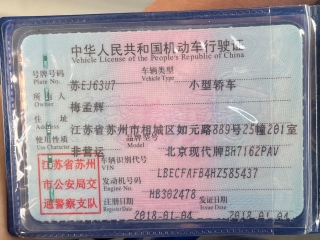 中华人民共和国机动车行驶证
Vehicle License of the People's Republic of China
号牌号码 苏EJ63U7 车辆类型 小型轿车
Plate No. Vehicle Type
所有人 梅孟辉
Owner
住址 江苏省苏州市相城区如元路889号25幢201室
Address
使用性质 非营运 品牌型号 北京现代牌BH7162PAV
Model
江苏省苏州市公安局交通警察支队
车辆识别代号 LBECFAFB4HZ585437
VIN
发动机号码 HB302478
Engine No.
注册日期 2018-01-04 发证日期 2018-01-04
Register Date Issue Date